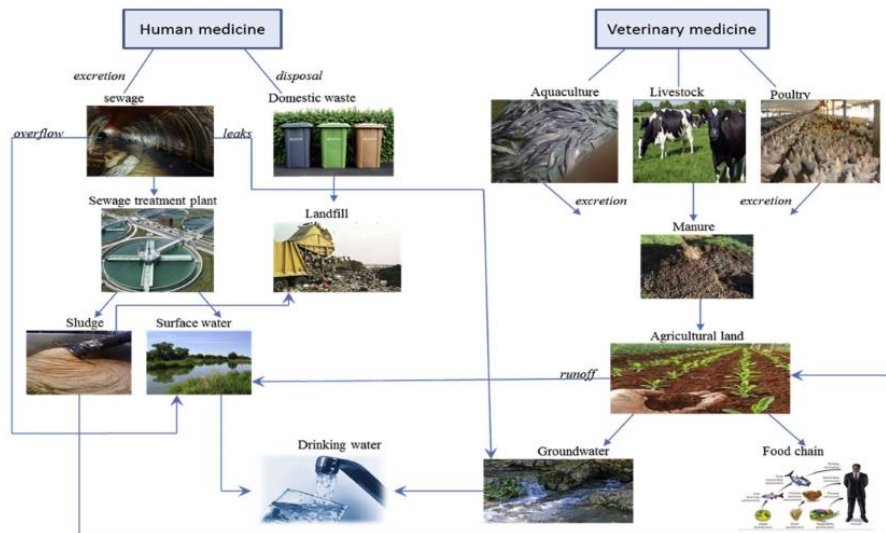 Human medicine
Veterinary medicine
excretion
disposal
sewage
Domestic waste
Aquaculture
Livestock
Poultry
overflow
leaks
excretion
excretion
Sewage treatment plant
Landfill
Manure
Sludge
Surface water
Agricultural land
runoff
Drinking water
Groundwater
Food chain